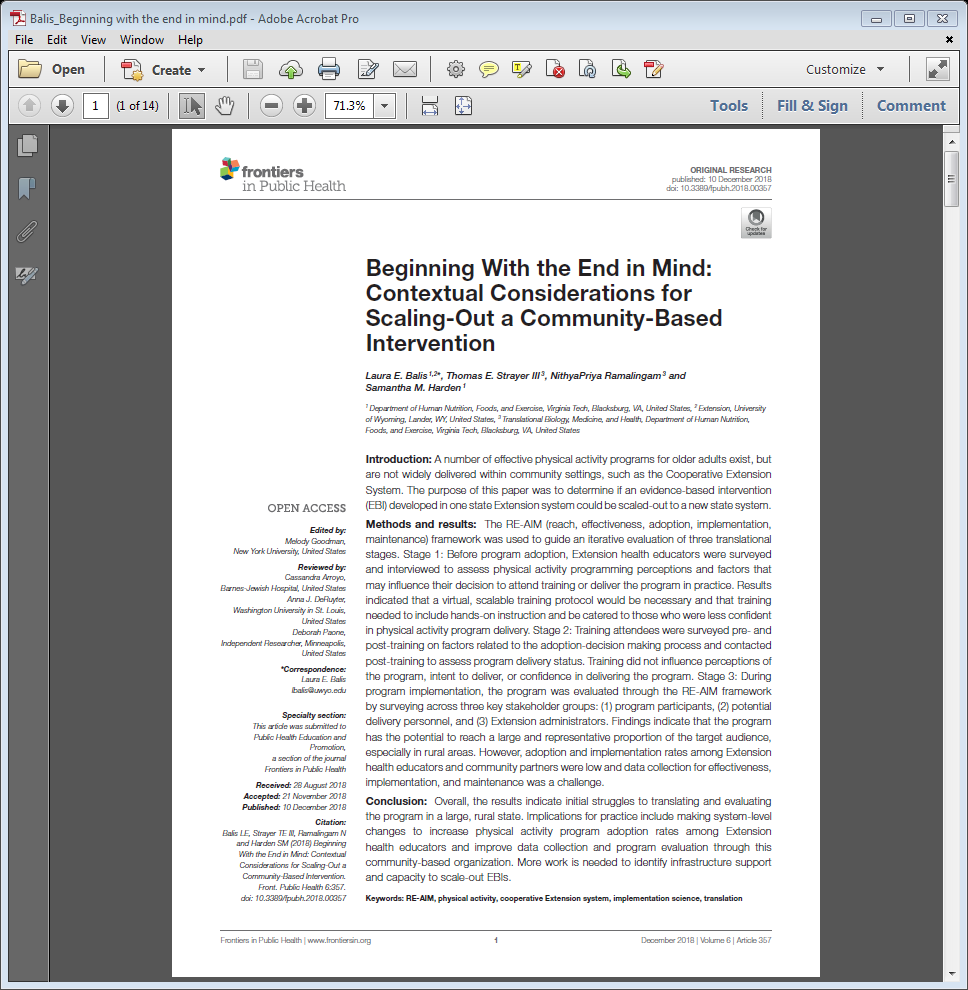 Balis_Beginning with the end in mind.pdf - Adobe Acrobat Pro
File Edit View Window Help
Open Create Customize
1 (1 of 14) 71.3% Tools Fill & Sign Comment
frontiers
in Public Health
ORIGINAL RESEARCH
published: 10 December 2018
doi: 10.3389/fpubh.2018.00357
Check for
updates
Beginning With the End in Mind:
Contextual Considerations for
Scaling-Out a Community-Based
Intervention
Laura E. Balis 1,2*, Thomas E. Strayer III 3, NithyaPriya Ramalingam 3 and
Samantha M. Harden 1
1 Department of Human Nutrition, Foods, and Exercise, Virginia Tech, Blacksburg, VA, United States, 2 Extension, University
of Wyoming, Lander, WY, United States, 3 Translational Biology, Medicine, and Health, Department of Human Nutrition,
Foods, and Exercise, Virginia Tech, Blacksburg, VA, United States
OPEN ACCESS
Edited by:
Melody Goodman,
New York University, United States
Reviewed by:
Cassandra Arroyo,
Barnes-Jewish Hospital, United States
Anna J. DeRuyter,
Washington University in St. Louis,
United States
Deborah Paone,
Independent Researcher, Minneapolis,
United States
*Correspondence:
Laura E. Balis
lbalis@uwyo.edu
Specialty section:
This article was submitted to
Public Health Education and
Promotion,
a section of the journal
Frontiers in Public Health
Received: 28 August 2018
Accepted: 21 November 2018
Published: 10 December 2018
Citation:
Balis LE, Strayer TE III, Ramalingam N
and Harden SM (2018) Beginning
With the End in Mind: Contextual
Considerations for Scaling-Out a
Community-Based Intervention.
Front. Public Health 6:357.
doi: 10.3389/fpubh.2018.00357
Introduction: A number of effective physical activity programs for older adults exist, but
are not widely delivered within community settings, such as the Cooperative Extension
System. The purpose of this paper was to determine if an evidence-based intervention
(EBI) developed in one state Extension system could be scaled-out to a new state system.
Methods and results: The RE-AIM (reach, effectiveness, adoption, implementation,
maintenance) framework was used to guide an iterative evaluation of three translational
stages. Stage 1: Before program adoption, Extension health educators were surveyed
and interviewed to assess physical activity programming perceptions and factors that
may influence their decision to attend training or deliver the program in practice. Results
indicated that a virtual, scalable training protocol would be necessary and that training
needed to include hands-on instruction and be catered to those who were less confident
in physical activity program delivery. Stage 2: Training attendees were surveyed pre- and
post-training on factors related to the adoption-decision making process and contacted
post-training to assess program delivery status. Training did not influence perceptions of
the program, intent to deliver, or confidence in delivering the program. Stage 3: During
program implementation, the program was evaluated through the RE-AIM framework
by surveying across three key stakeholder groups: (1) program participants, (2) potential
delivery personnel, and (3) Extension administrators. Findings indicate that the program
has the potential to reach a large and representative proportion of the target audience,
especially in rural areas. However, adoption and implementation rates among Extension
health educators and community partners were low and data collection for effectiveness,
implementation, and maintenance was a challenge.
Conclusion: Overall, the results indicate initial struggles to translating and evaluating
the program in a large, rural state. Implications for practice include making system-level
changes to increase physical activity program adoption rates among Extension
health educators and improve data collection and program evaluation through this
community-based organization. More work is needed to identify infrastructure support
and capacity to scale-out EBIs.
Keywords: RE-AIM, physical activity, cooperative Extension system, implementation science, translation
Frontiers in Public Health | www.frontiersin.org 1 December 2018 | Volume 6 | Article 357